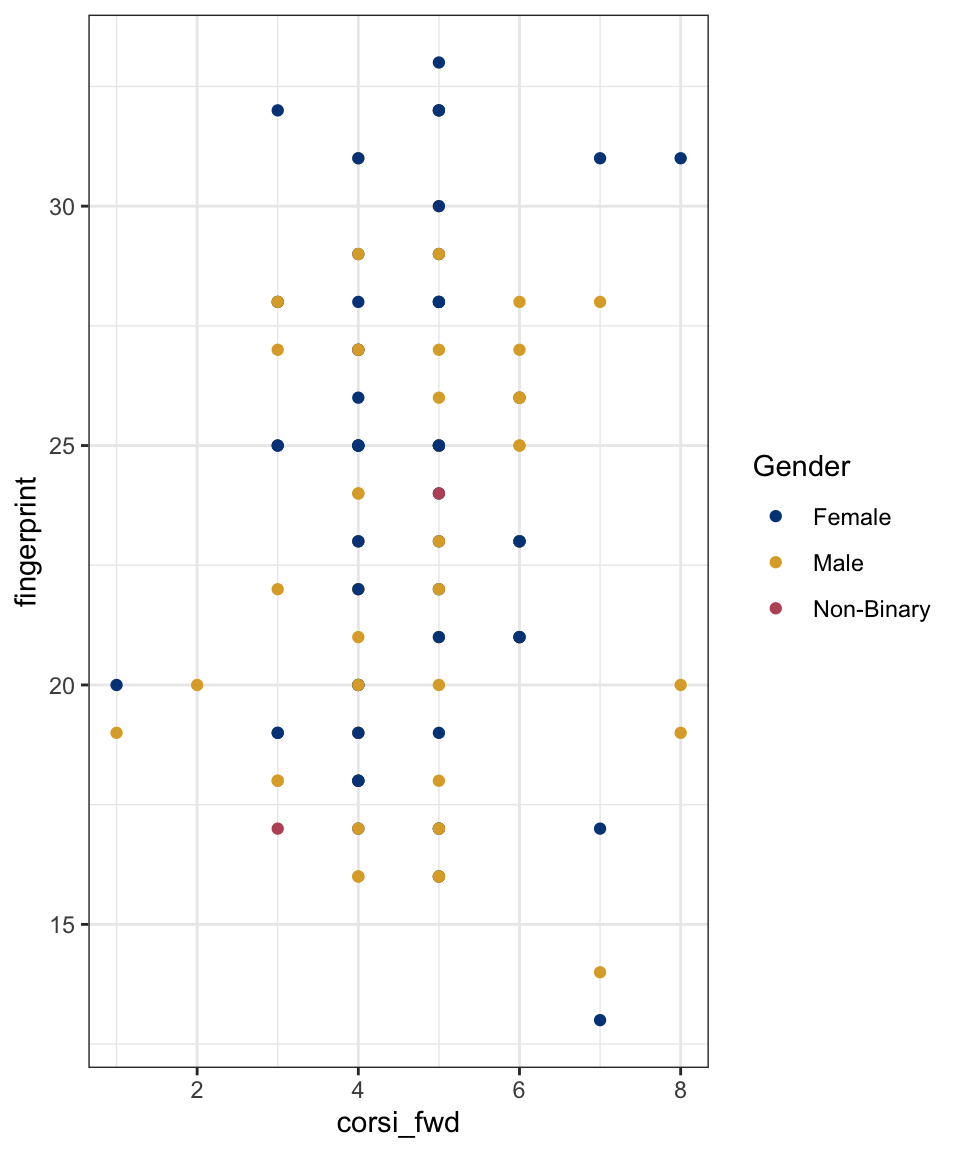 30
25
20
15
fingerprint
2 4 6 8
corsi_fwd
Gender
Female
Male
Non-Binary